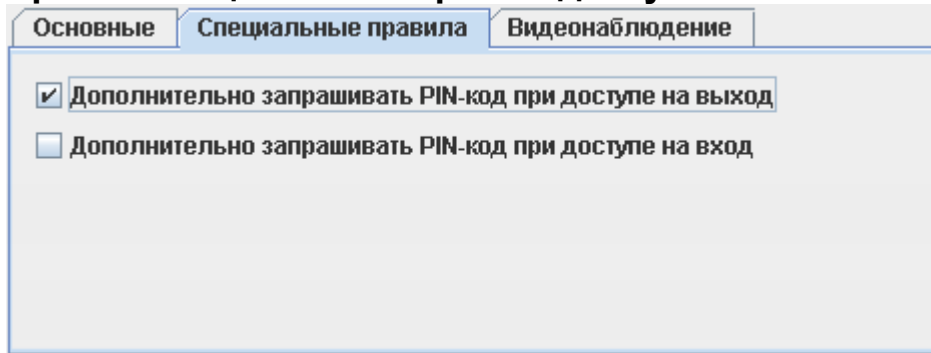 Основные Специальные правила Видеонаблюдение
Дополнительно запрашивать PIN-код при доступе на выход
Дополнительно запрашивать PIN-код при доступе на вход